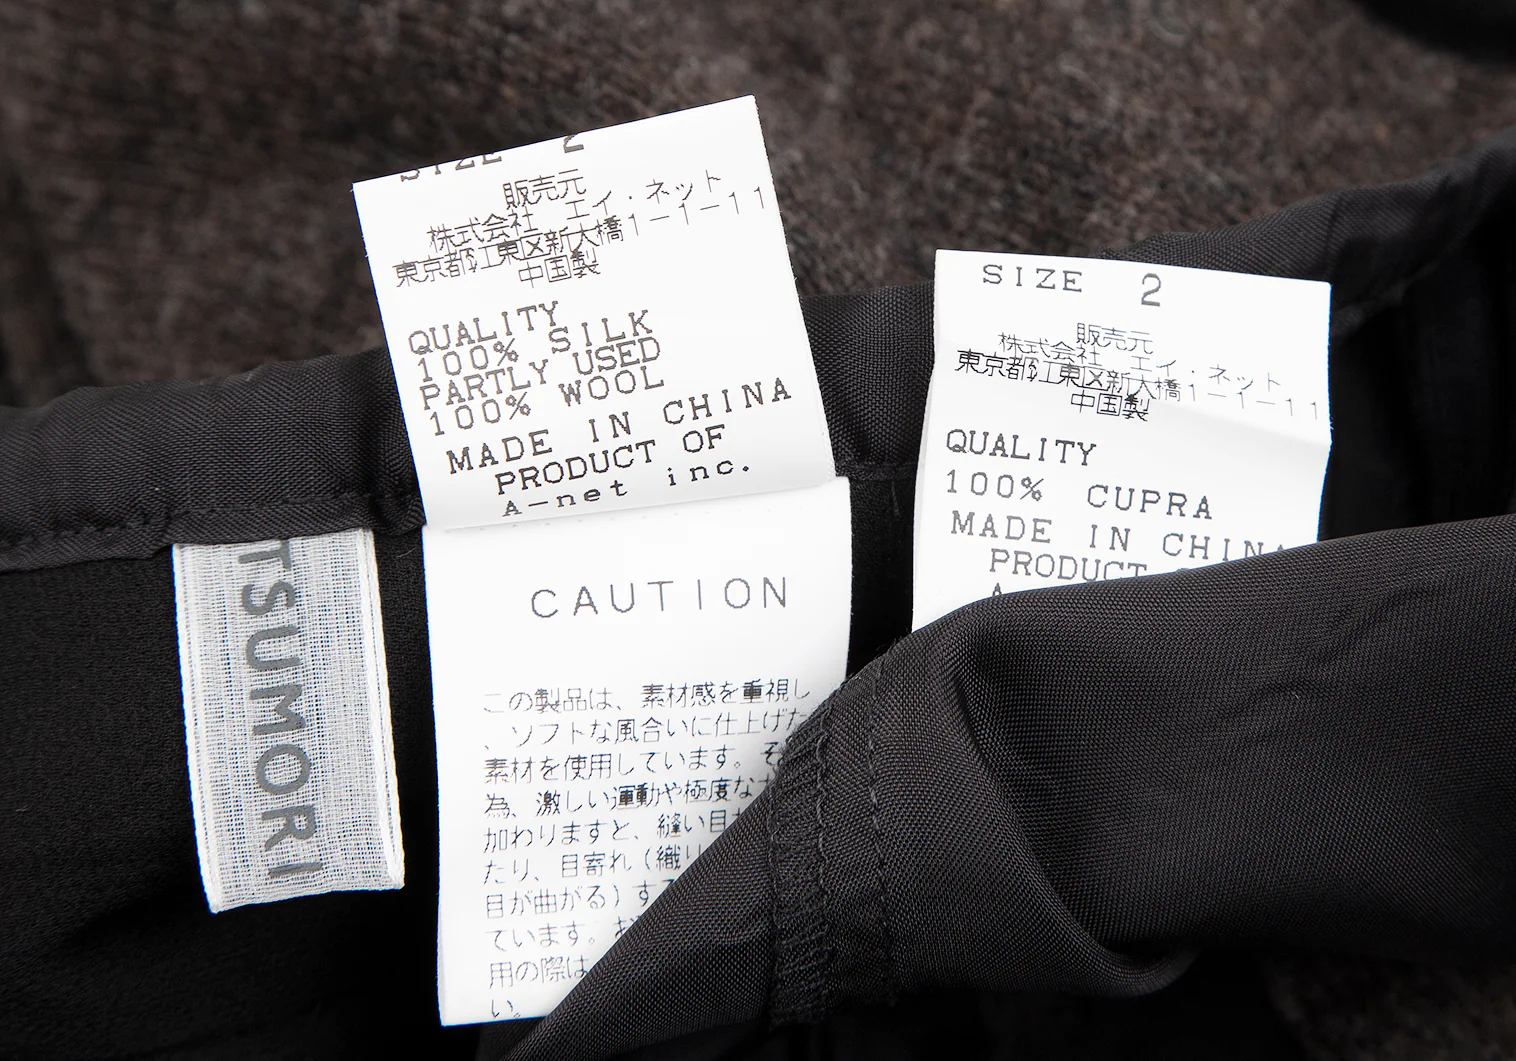 SIZE 2
販売元
株式会社 エイ・ネット
東京都江東区新大橋1-1-11
中国製
QUALITY
100% SILK
PARTLY USED
100% WOOL
MADE IN CHINA
PRODUCT OF
A-net inc.
CAUTION
この製品は、素材感を重視し
、ソフトな風合いに仕上げた
素材を使用しています。そ
為、激しい運動や極度な
加わりますと、縫い目
たり、目寄れ(織り
目が曲がる)す
ています。お
用の際は
い。
TSUMORI
SIZE 2
販売元
株式会社 エイ・ネット
東京都江東区新大橋1-1-11
中国製
QUALITY
100% CUPRA
MADE IN CHINA
PRODUCT